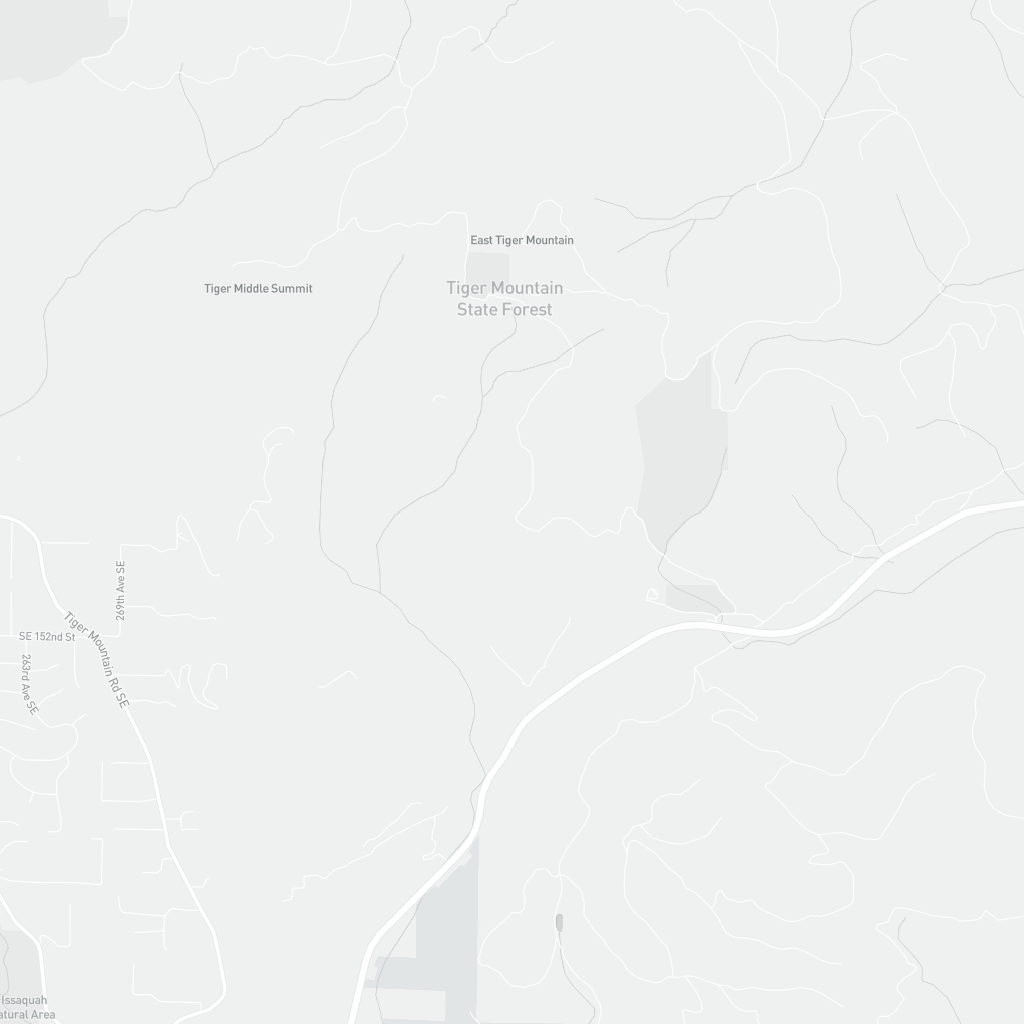 East Tiger Mountain
Tiger Middle Summit
Tiger Mountain
State Forest
269th Ave SE
SE 152nd St
Tiger Mountain Rd SE
263rd Ave SE
Issaquah
atural Area